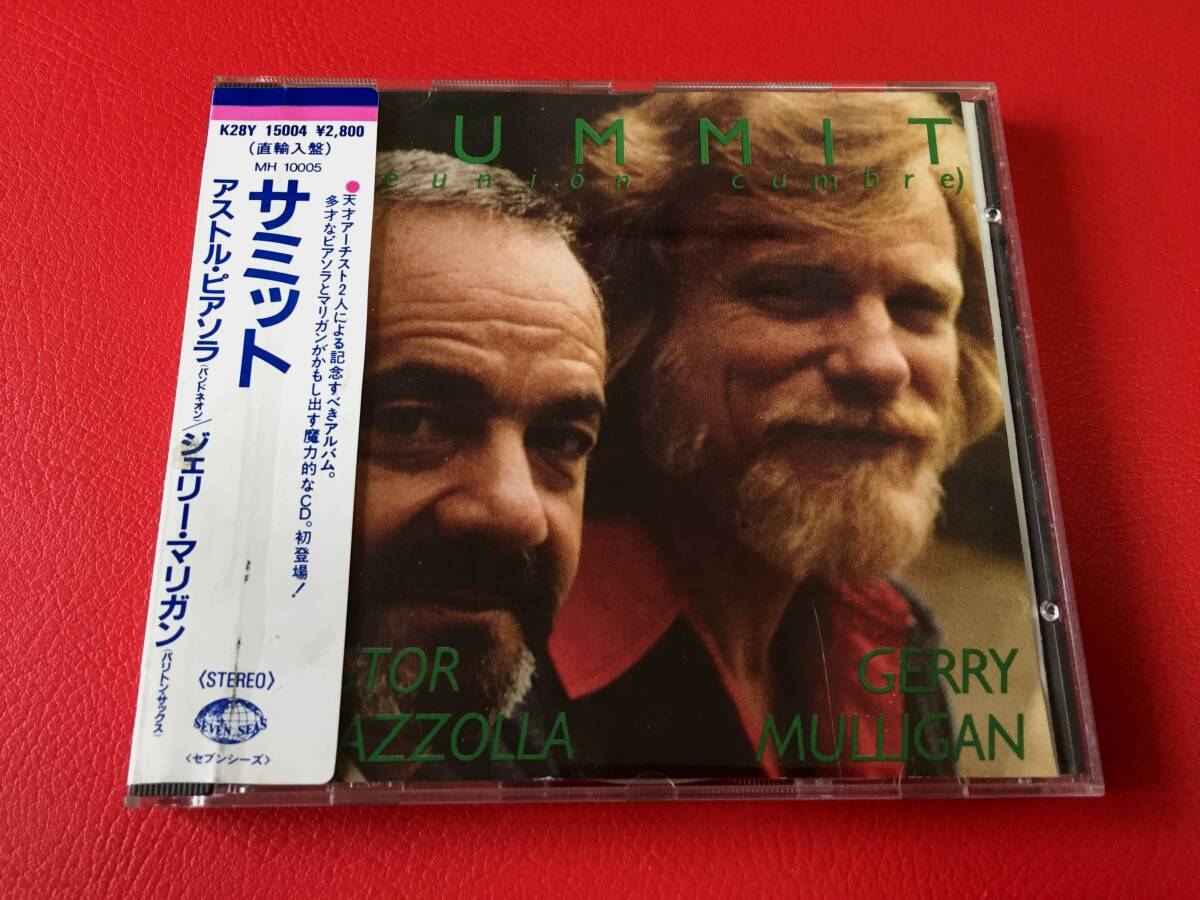 K28Y 15004 ¥2,800
(直輸入盤)
MH 10005
サミット
アストル・ピアソラ(バンドネオン)/ジェリー・マリガン(バリトン・サックス)
●天才アーチスト2人による記念すべきアルバム。
多才なピアソラとマリガンがかもし出す魔力的なCD。初登場!
〈STEREO〉
SEVEN SEAS
〈セブンシーズ〉
UMMIT
eunión cumbre)
TOR
AZZOLLA
GERRY
MULLIGAN